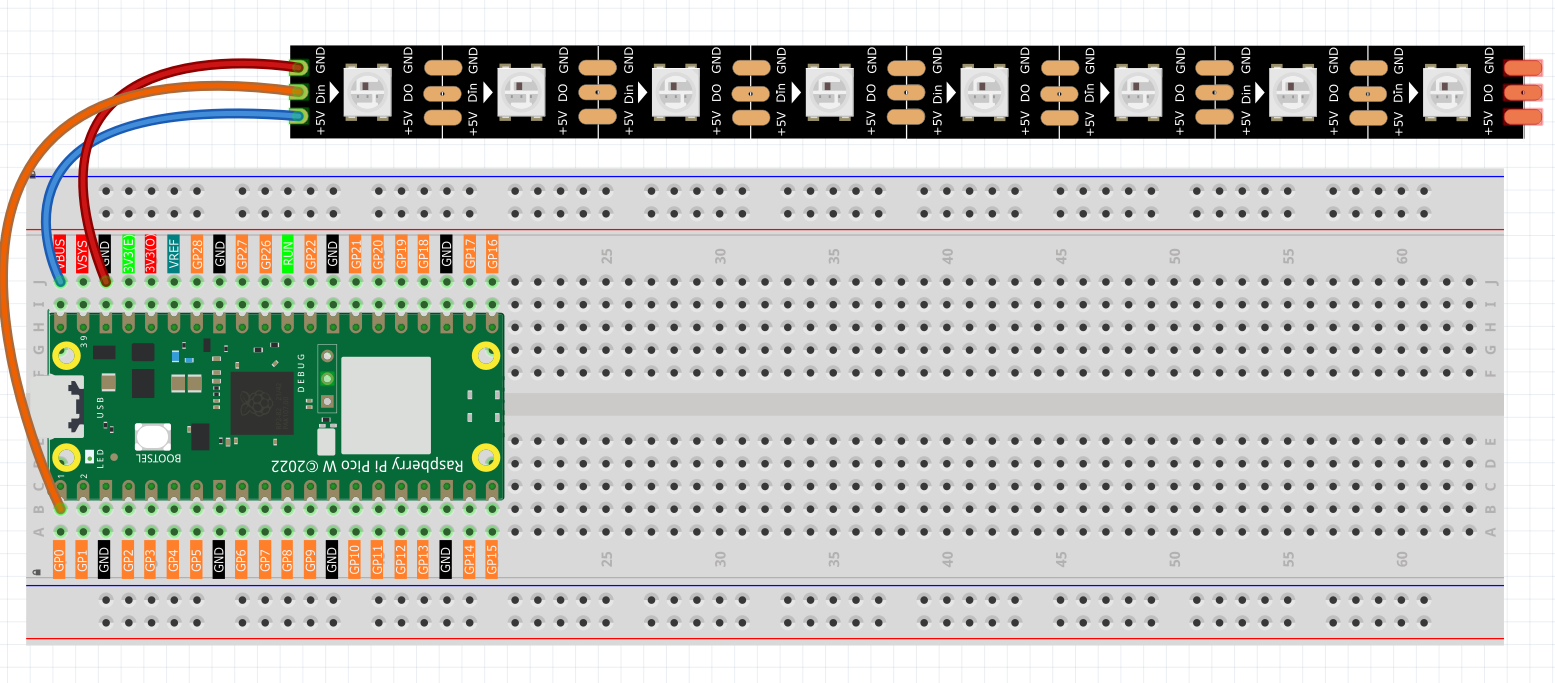 GND GND GND GND GND GND GND GND GND GND GND GND GND GND GND GND
Din DO Din DO Din DO Din DO Din DO Din DO Din DO Din DO
+5V +5V +5V +5V +5V +5V +5V +5V +5V +5V +5V +5V +5V +5V +5V +5V
VBUS VSYS GND 3V3(E) 3V3(O) VREF GP28 GND GP27 GP26 RUN GP22 GND GP21 GP20 GP19 GP18 GND GP17 GP16
25 30 35 40 45 50 55 60
J J
I I
H H
G G
F F
39
DEBUG
USB
BOOTSEL
LED
Raspberry Pi Pico W ©2022
1 2
E E
D
C C
B B
A A
GP0 GP1 GND GP2 GP3 GP4 GP5 GND GP6 GP7 GP8 GP9 GND GP10 GP11 GP12 GP13 GND GP14 GP15
25 30 35 40 45 50 55 60